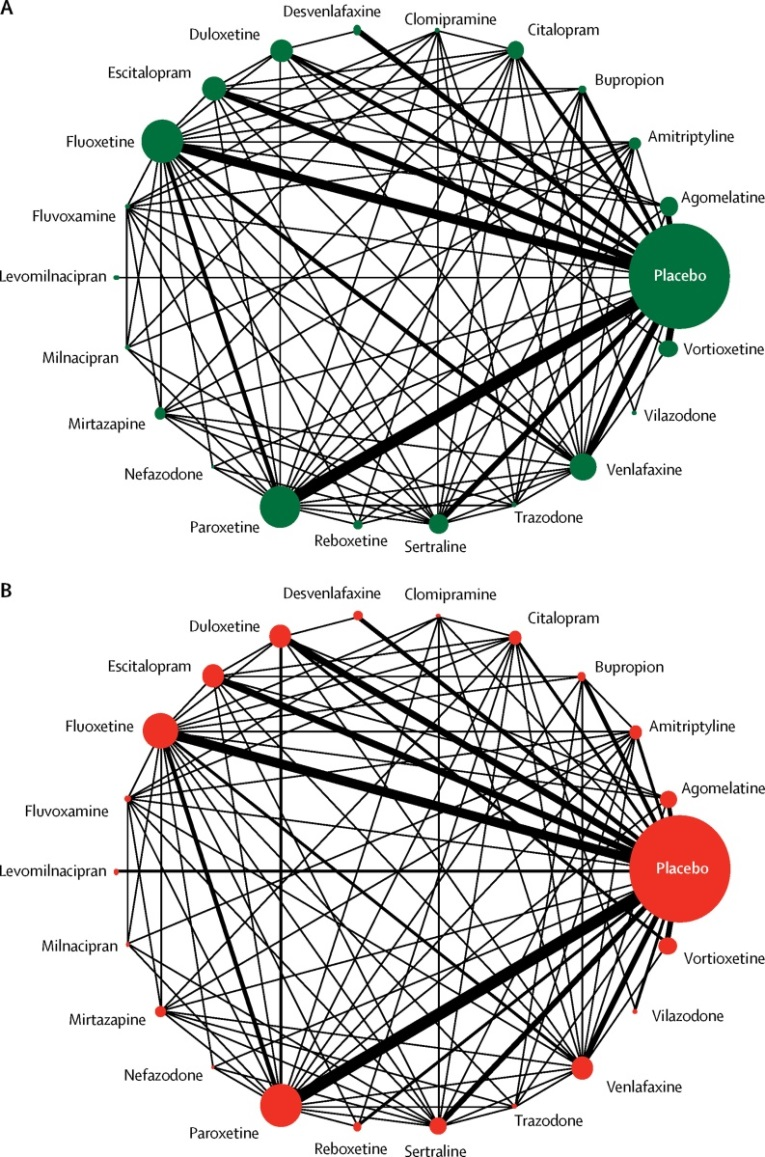 A
Desvenlafaxine
Clomipramine
Duloxetine
Citalopram
Escitalopram
Bupropion
Fluoxetine
Amitriptyline
Agomelatine
Fluvoxamine
Placebo
Levomilnacipran
Milnacipran
Vortioxetine
Mirtazapine
Vilazodone
Nefazodone
Venlafaxine
Paroxetine
Trazodone
Reboxetine
Sertraline
B
Desvenlafaxine
Clomipramine
Duloxetine
Citalopram
Escitalopram
Bupropion
Fluoxetine
Amitriptyline
Agomelatine
Fluvoxamine
Placebo
Levomilnacipran
Milnacipran
Vortioxetine
Mirtazapine
Vilazodone
Nefazodone
Venlafaxine
Paroxetine
Trazodone
Reboxetine
Sertraline